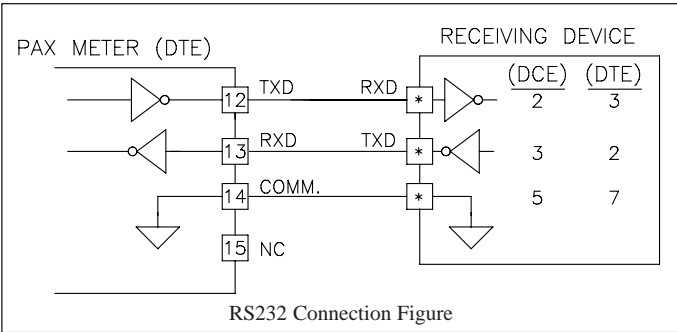 PAX METER (DTE)
RECEIVING DEVICE
(DCE) (DTE)
12 TXD RXD * 2 3
13 RXD TXD * 3 2
14 COMM. * 5 7
15 NC
RS232 Connection Figure